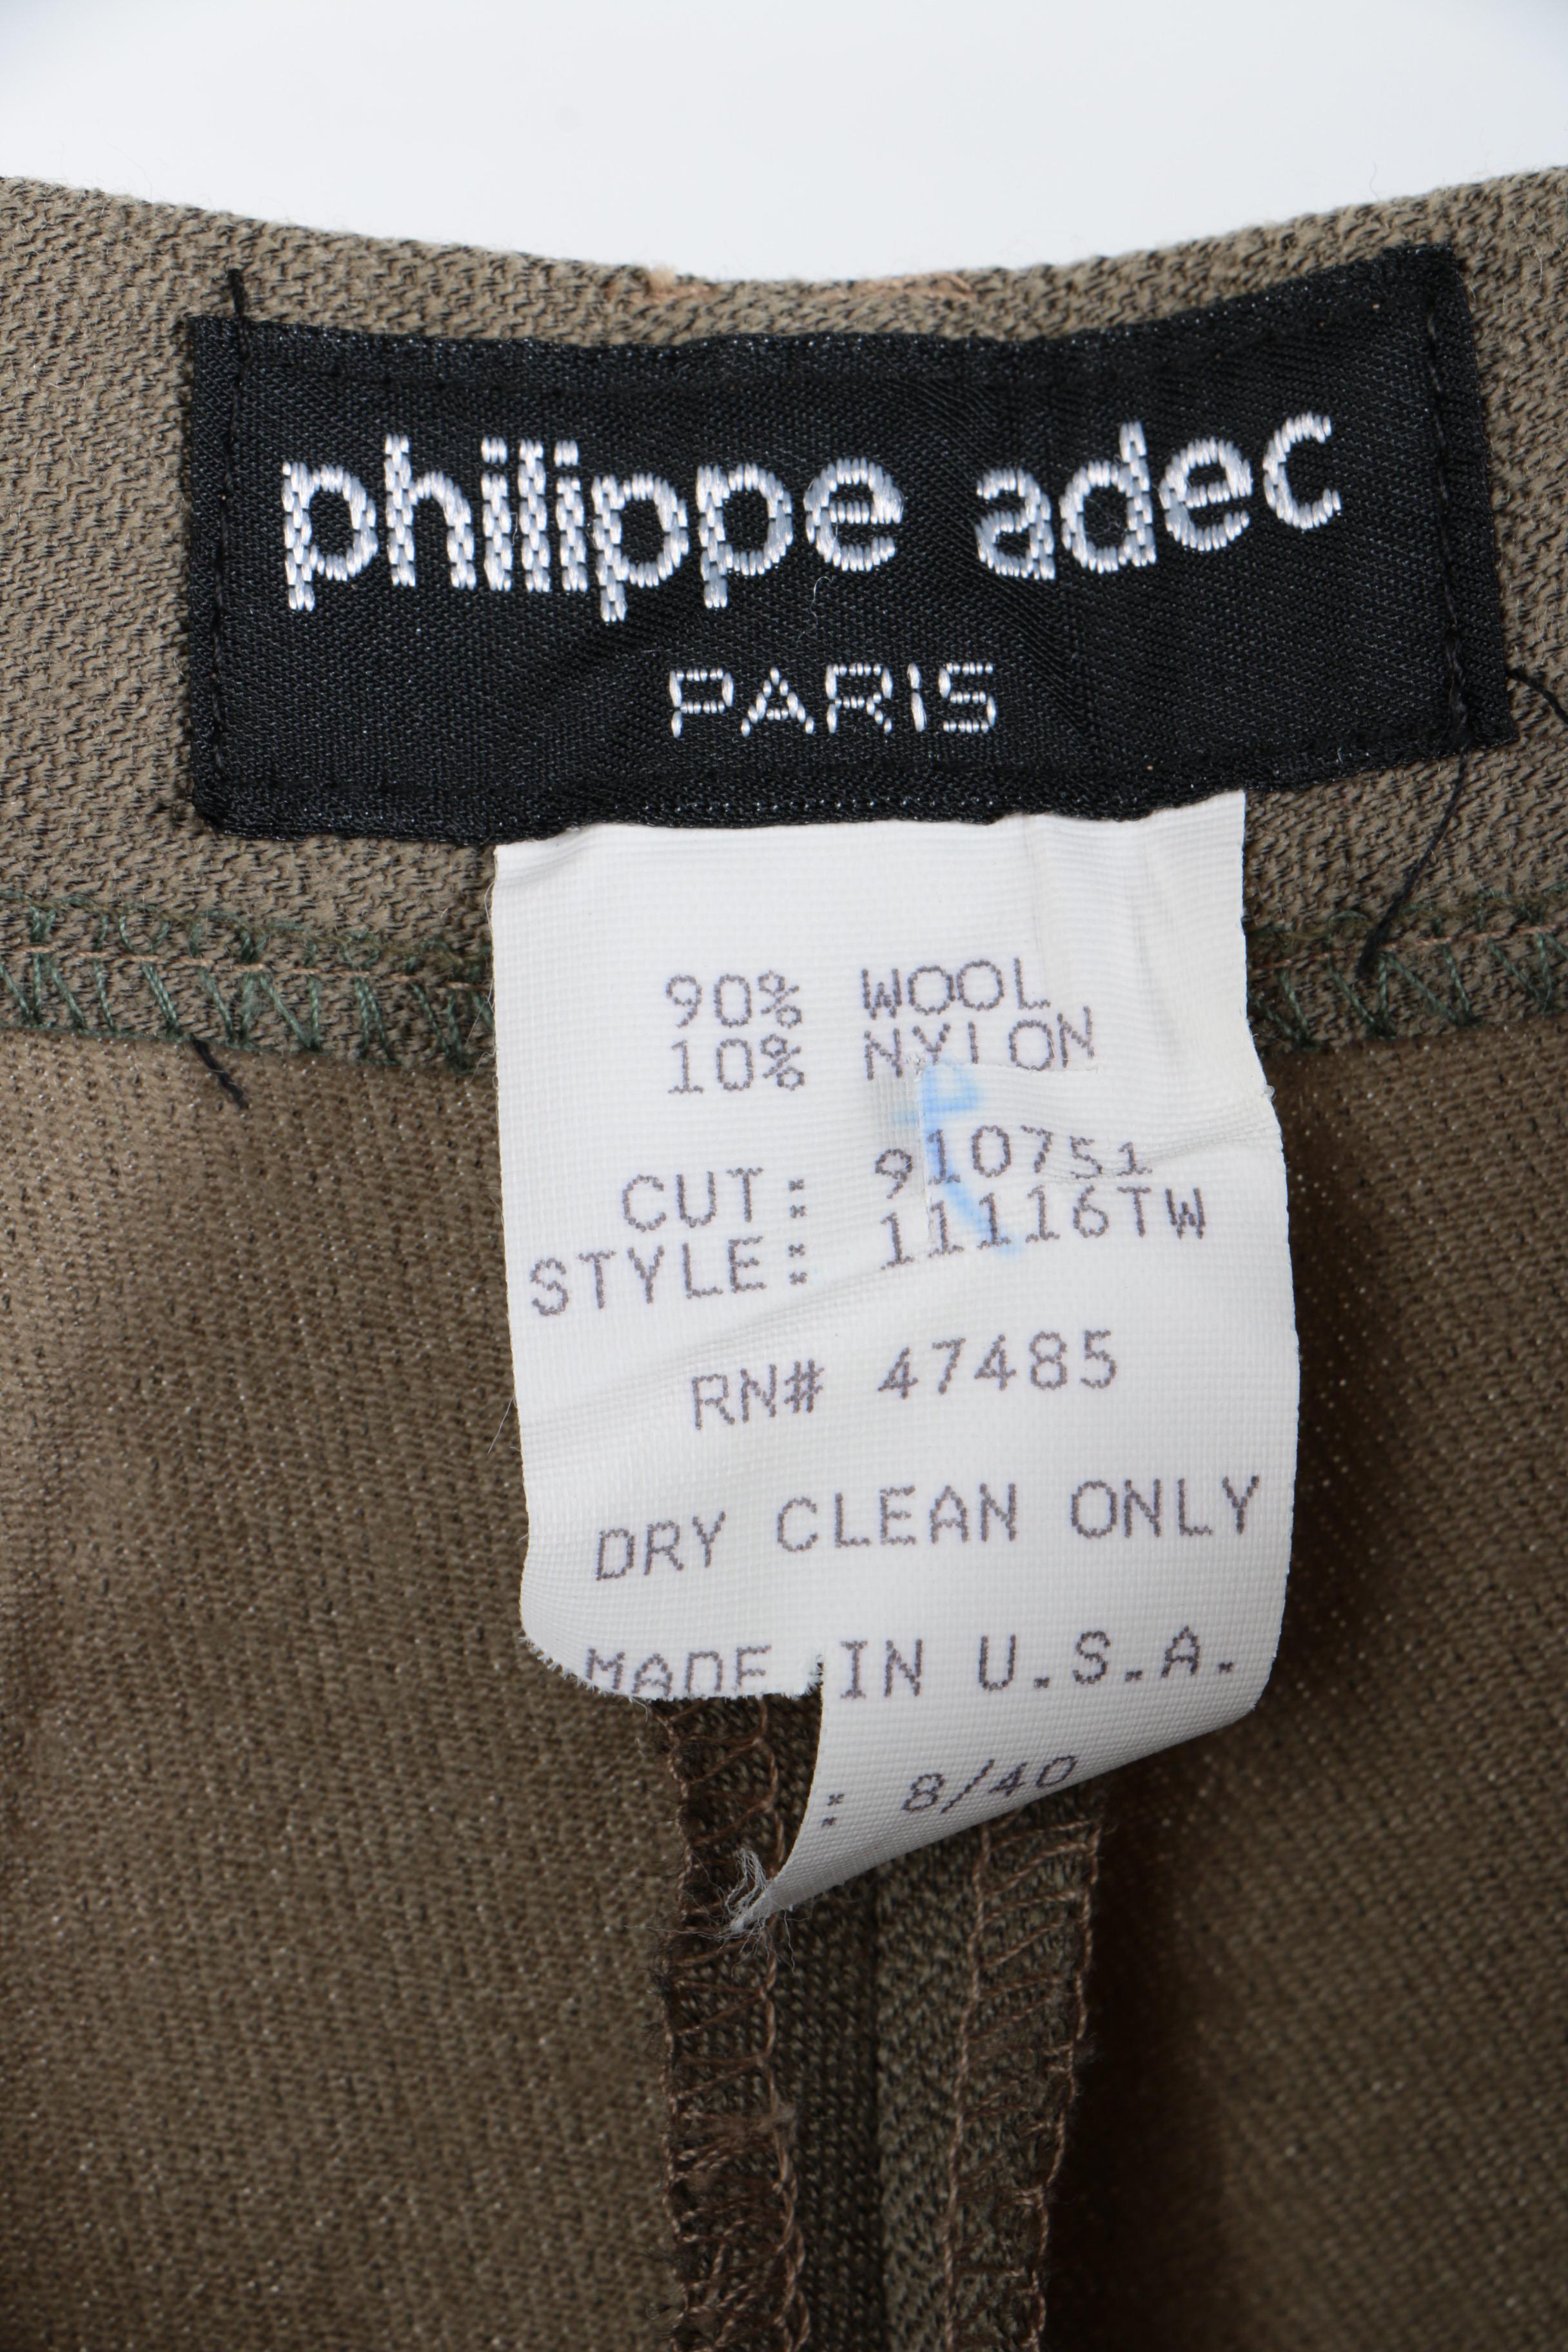 philippe adec
PARIS
90% WOOL
10% NYLON
CUT: 910751
STYLE: 11116TW
RN# 47485
DRY CLEAN ONLY
MADE IN U.S.A.
: 8/40